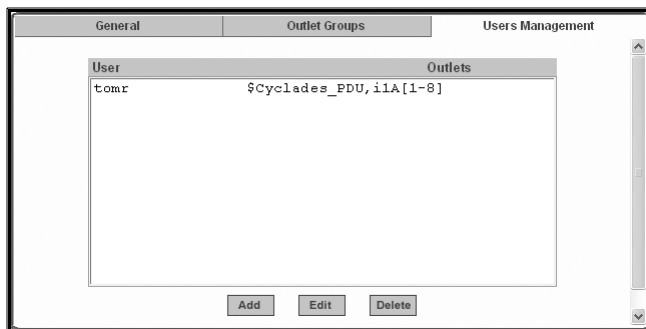 General Outlet Groups Users Management
User Outlets
tomr $Cyclades_PDU,i1A[1-8]
Add Edit Delete